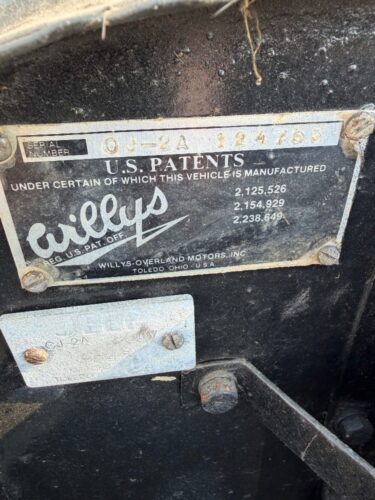 SERIAL
NUMBER
U.S. PATENTS
UNDER CERTAIN OF WHICH THIS VEHICLE IS MANUFACTURED
2,125,526
2,154,929
2,238,649
Willys
REG. U.S. PAT. OFF.
WILLYS-OVERLAND MOTORS, INC
TOLEDO OHIO - U.S.A
CJ 2A